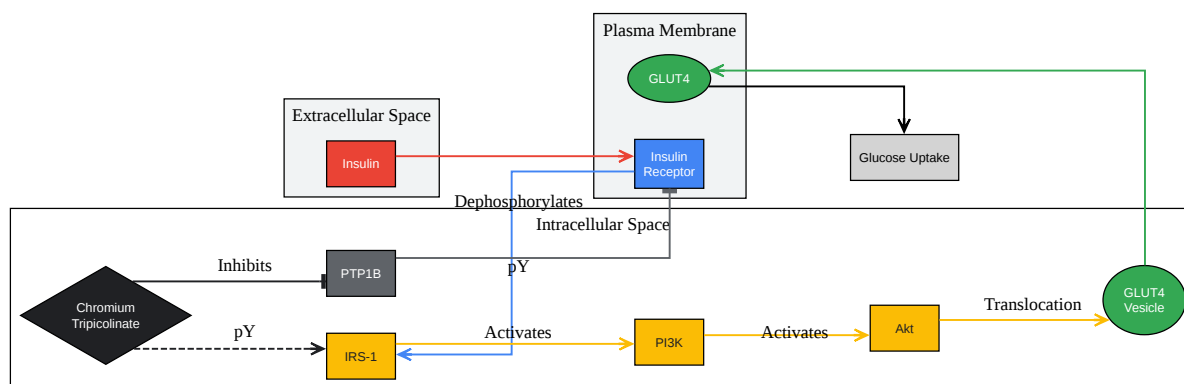 Plasma Membrane
GLUT4
Extracellular Space
Insulin
Insulin
Receptor
Glucose Uptake
Dephosphorylates
Intracellular Space
Inhibits
PTP1B
pY
Chromium
Tripicolinate
pY
IRS-1
Activates
PI3K
Activates
Akt
Translocation
GLUT4
Vesicle